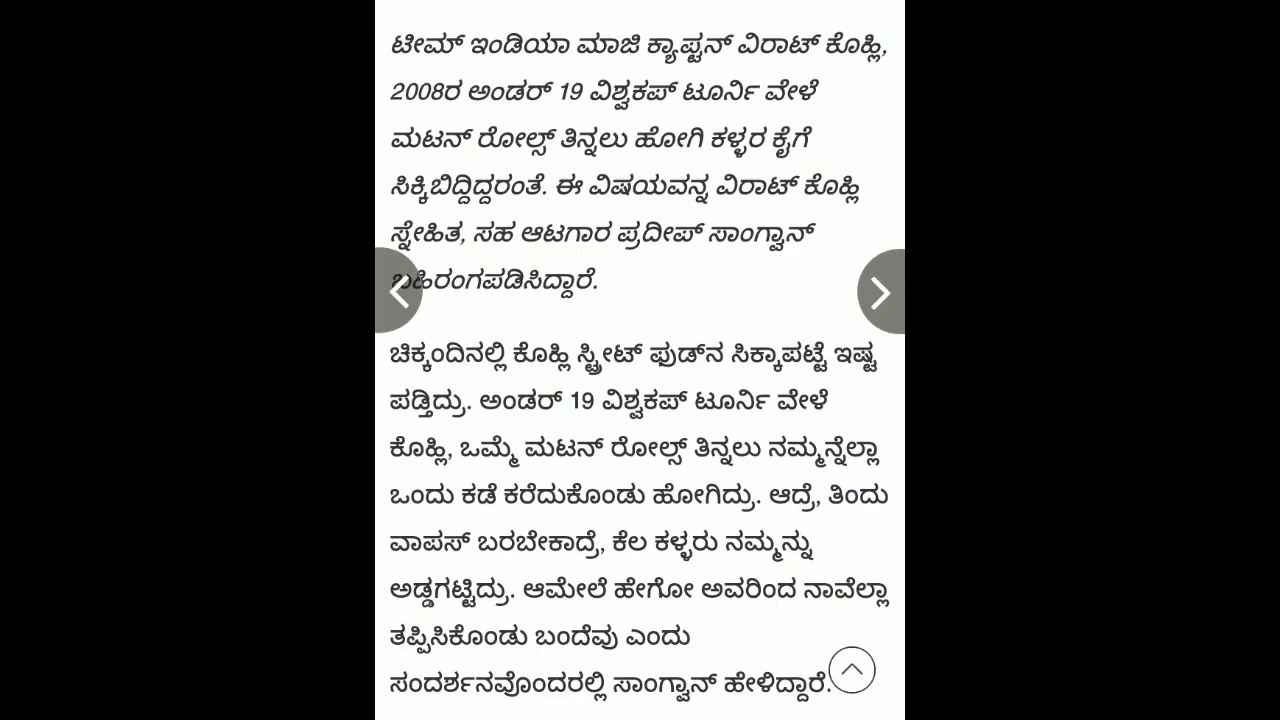 ಟೀಮ್ ಇಂಡಿಯಾ ಮಾಜಿ ಕ್ಯಾಪ್ಟನ್ ವಿರಾಟ್ ಕೊಹ್ಲಿ,
2008ರ ಅಂಡರ್ 19 ವಿಶ್ವಕಪ್ ಟೂರ್ನಿ ವೇಳೆ
ಮಟನ್ ರೋಲ್ಸ್ ತಿನ್ನಲು ಹೋಗಿ ಕಳ್ಳರ ಕೈಗೆ
ಸಿಕ್ಕಿಬಿದ್ದಿದ್ದರಂತೆ. ಈ ವಿಷಯವನ್ನ ವಿರಾಟ್ ಕೊಹ್ಲಿ
ಸ್ನೇಹಿತ, ಸಹ ಆಟಗಾರ ಪ್ರದೀಪ್ ಸಾಂಗ್ವಾನ್
ಬಹಿರಂಗಪಡಿಸಿದ್ದಾರೆ.
ಚಿಕ್ಕಂದಿನಲ್ಲಿ ಕೊಹ್ಲಿ ಸ್ಟ್ರೀಟ್ ಫುಡ್‌ನ ಸಿಕ್ಕಾಪಟ್ಟೆ ಇಷ್ಟ
ಪಡ್ತಿದ್ರು. ಅಂಡರ್ 19 ವಿಶ್ವಕಪ್ ಟೂರ್ನಿ ವೇಳೆ
ಕೊಹ್ಲಿ, ಒಮ್ಮೆ ಮಟನ್ ರೋಲ್ಸ್ ತಿನ್ನಲು ನಮ್ಮನ್ನೆಲ್ಲಾ
ಒಂದು ಕಡೆ ಕರೆದುಕೊಂಡು ಹೋಗಿದ್ರು. ಆದ್ರೆ, ತಿಂದು
ವಾಪಸ್ ಬರಬೇಕಾದ್ರೆ, ಕೆಲ ಕಳ್ಳರು ನಮ್ಮನ್ನು
ಅಡ್ಡಗಟ್ಟಿದ್ರು. ಆಮೇಲೆ ಹೇಗೋ ಅವರಿಂದ ನಾವೆಲ್ಲಾ
ತಪ್ಪಿಸಿಕೊಂಡು ಬಂದೆವು ಎಂದು
ಸಂದರ್ಶನವೊಂದರಲ್ಲಿ ಸಾಂಗ್ವಾನ್ ಹೇಳಿದ್ದಾರೆ.